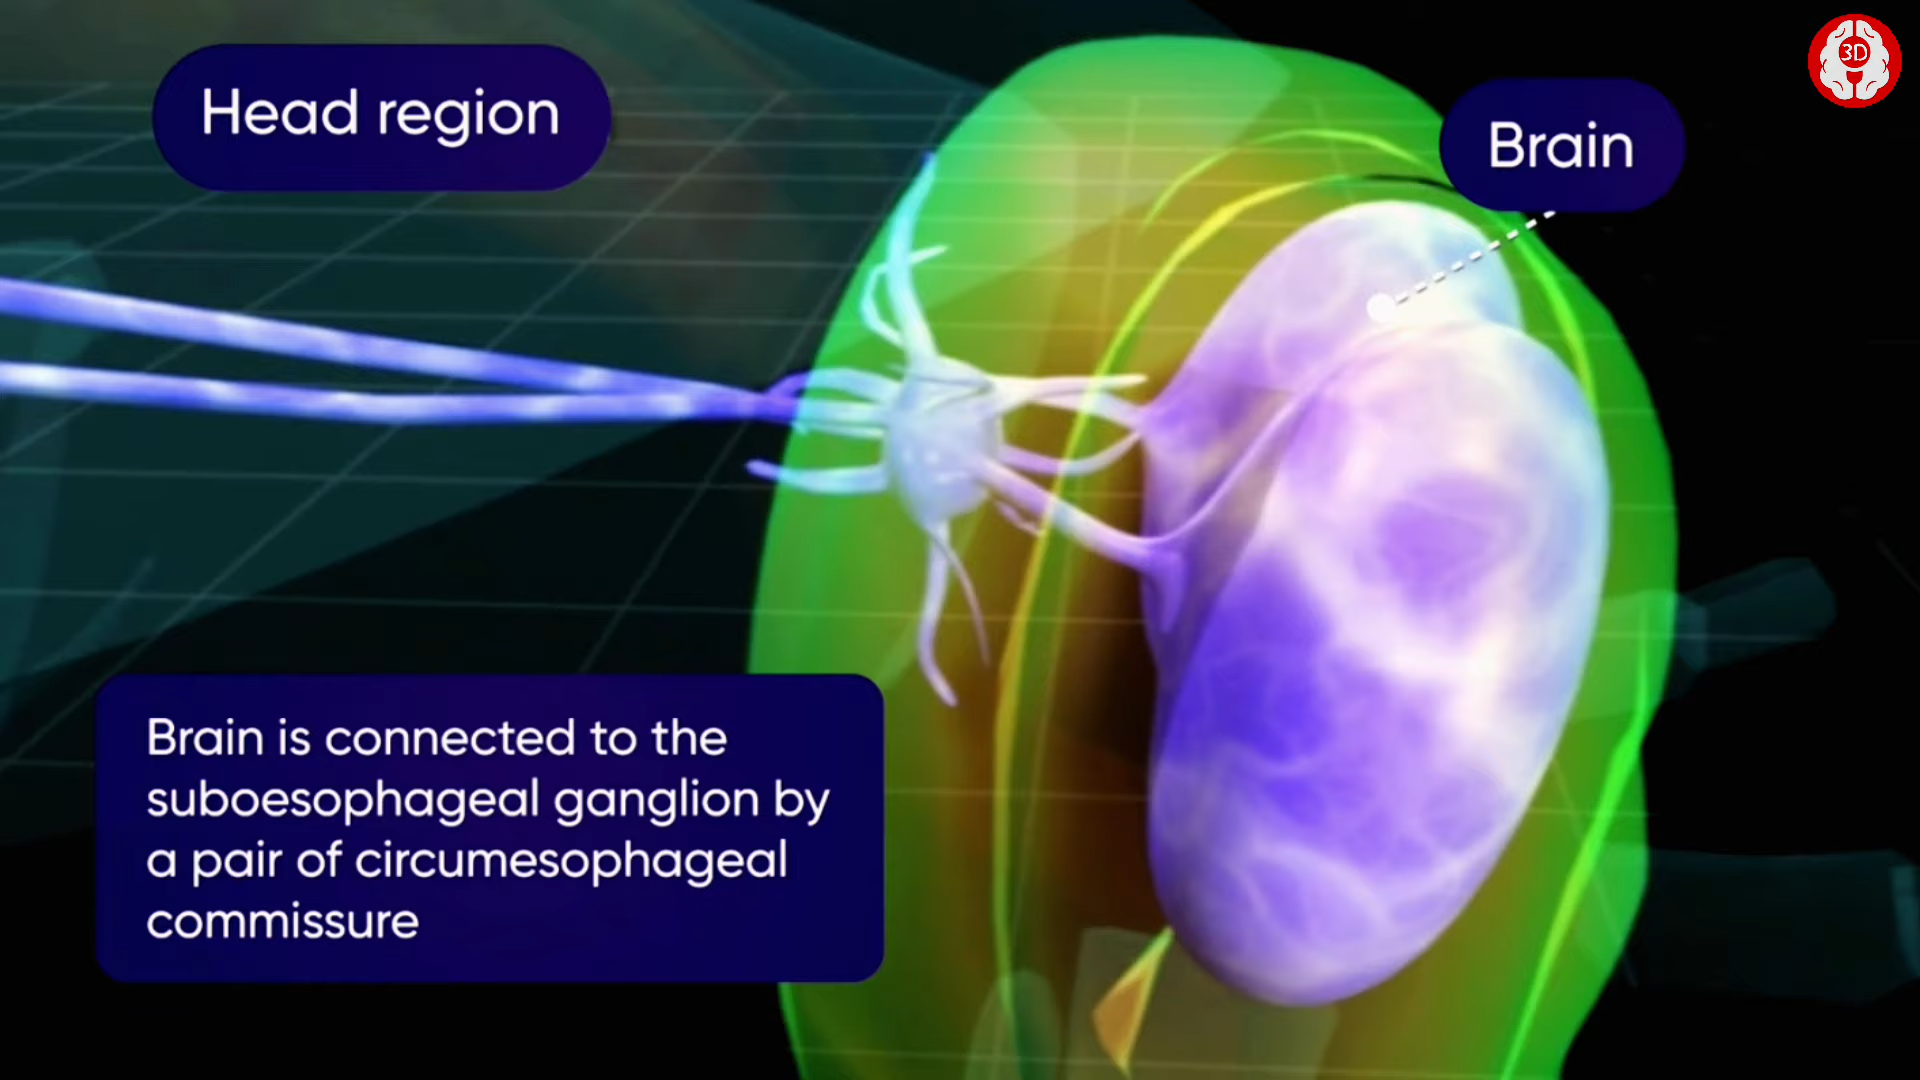 Head region
Brain
3D
Brain is connected to the
suboesophageal ganglion by
a pair of circumesophageal
commissure